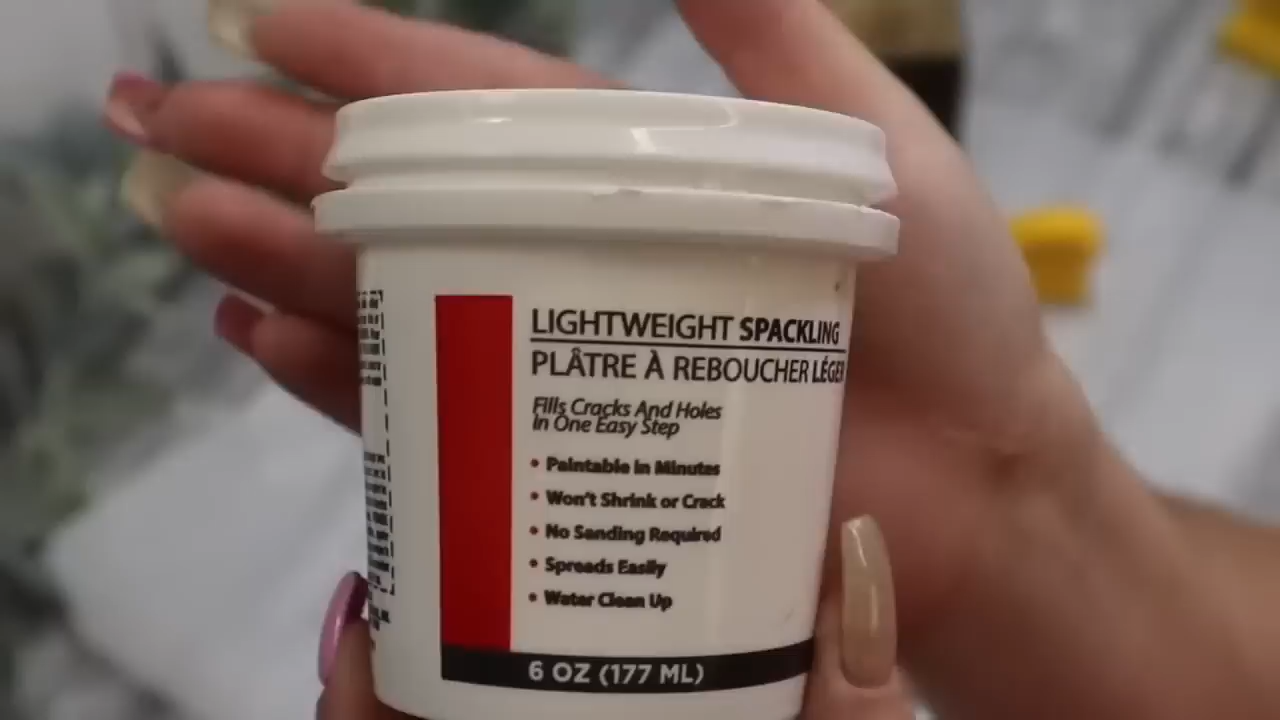 LIGHTWEIGHT SPACKLING
PLÂTRE À REBOUCHER LÉGER
Fills Cracks And Holes
In One Easy Step
• Paintable in Minutes
• Won't Shrink or Crack
• No Sanding Required
• Spreads Easily
• Water Clean Up
6 OZ (177 ML)